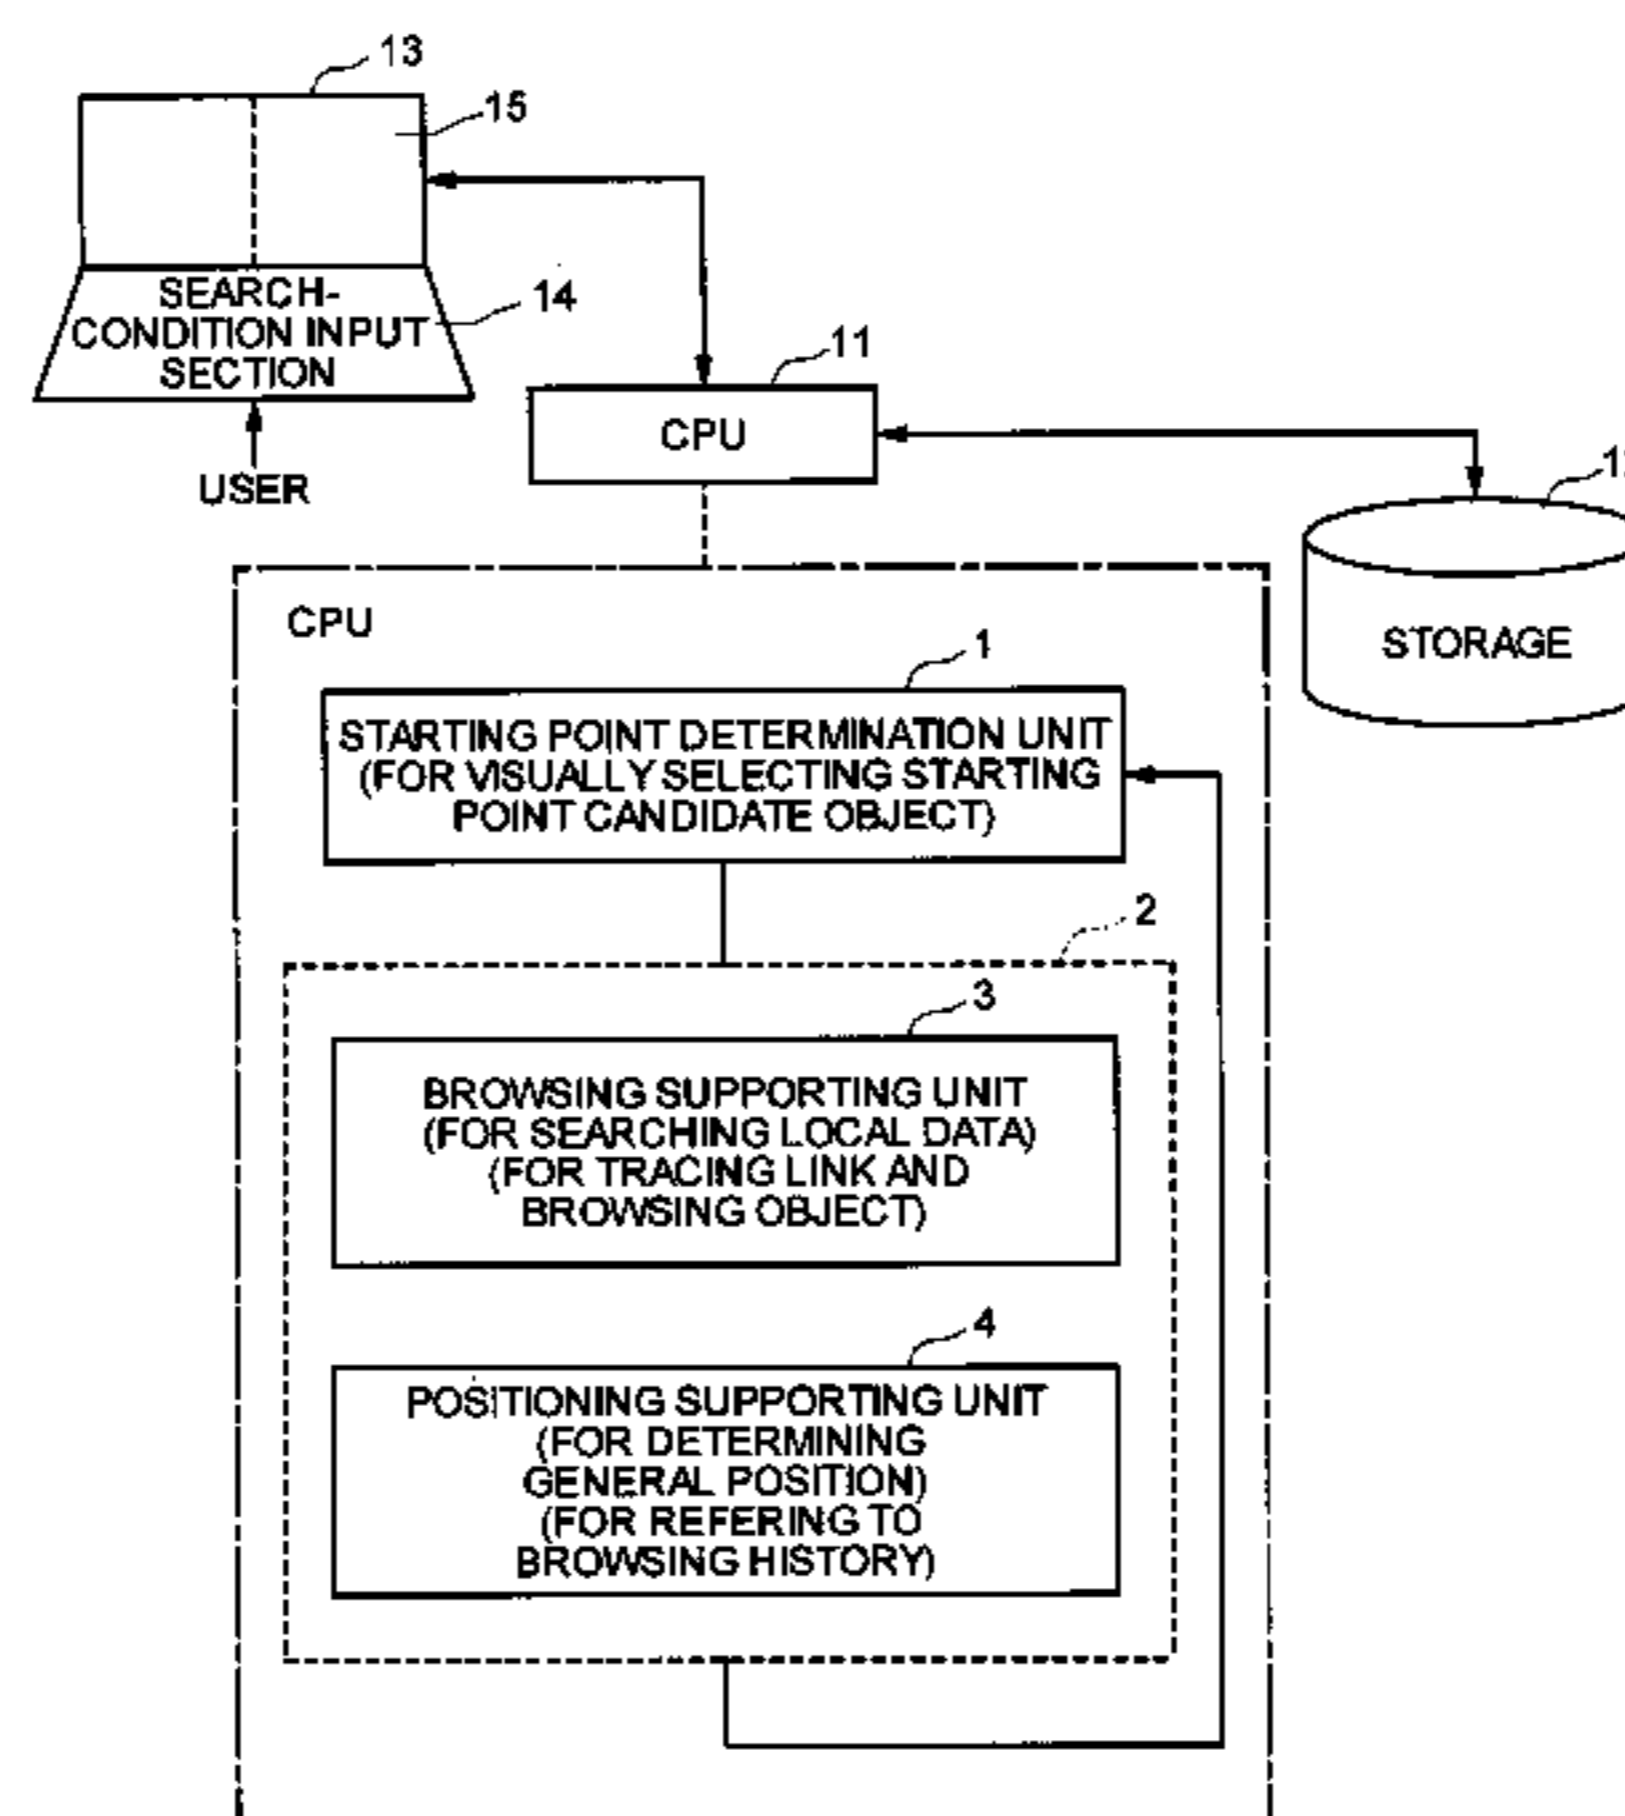 13
15
SEARCH-
CONDITION INPUT
SECTION
14
USER
11
CPU
STORAGE
CPU
1
STARTING POINT DETERMINATION UNIT
(FOR VISUALLY SELECTING STARTING
POINT CANDIDATE OBJECT)
2
3
BROWSING SUPPORTING UNIT
(FOR SEARCHING LOCAL DATA)
(FOR TRACING LINK AND
BROWSING OBJECT)
4
POSITIONING SUPPORTING UNIT
(FOR DETERMINING
GENERAL POSITION)
(FOR REFERING TO
BROWSING HISTORY)